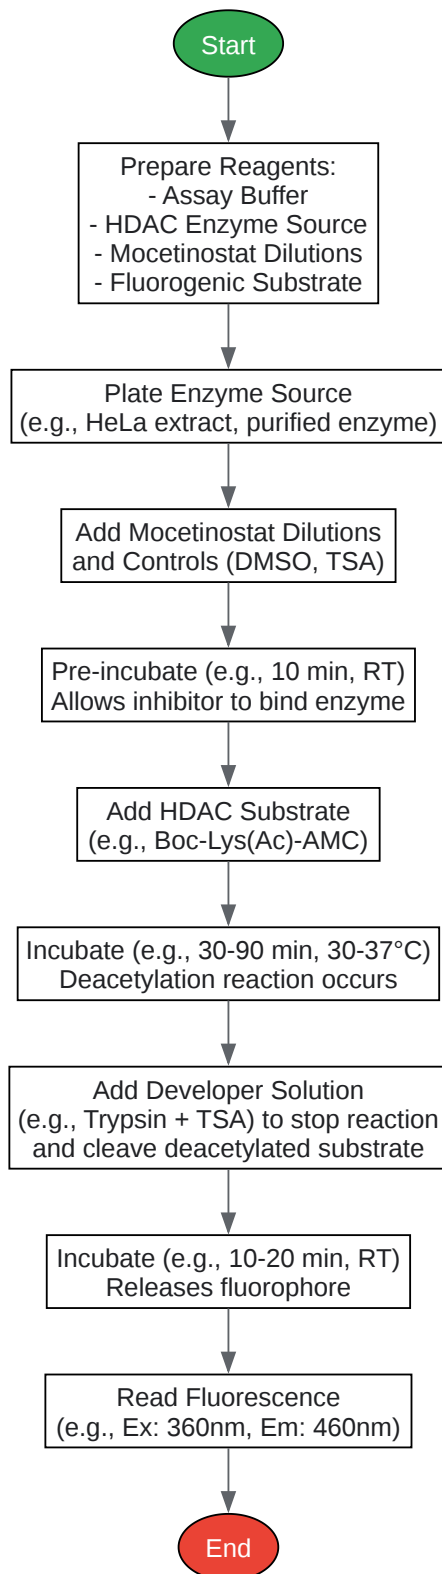 Start
Prepare Reagents:
- Assay Buffer
- HDAC Enzyme Source
- Mocetinostat Dilutions
- Fluorogenic Substrate
Plate Enzyme Source
(e.g., HeLa extract, purified enzyme)
Add Mocetinostat Dilutions
and Controls (DMSO, TSA)
Pre-incubate (e.g., 10 min, RT)
Allows inhibitor to bind enzyme
Add HDAC Substrate
(e.g., Boc-Lys(Ac)-AMC)
Incubate (e.g., 30-90 min, 30-37°C)
Deacetylation reaction occurs
Add Developer Solution
(e.g., Trypsin + TSA) to stop reaction
and cleave deacetylated substrate
Incubate (e.g., 10-20 min, RT)
Releases fluorophore
Read Fluorescence
(e.g., Ex: 360nm, Em: 460nm)
End